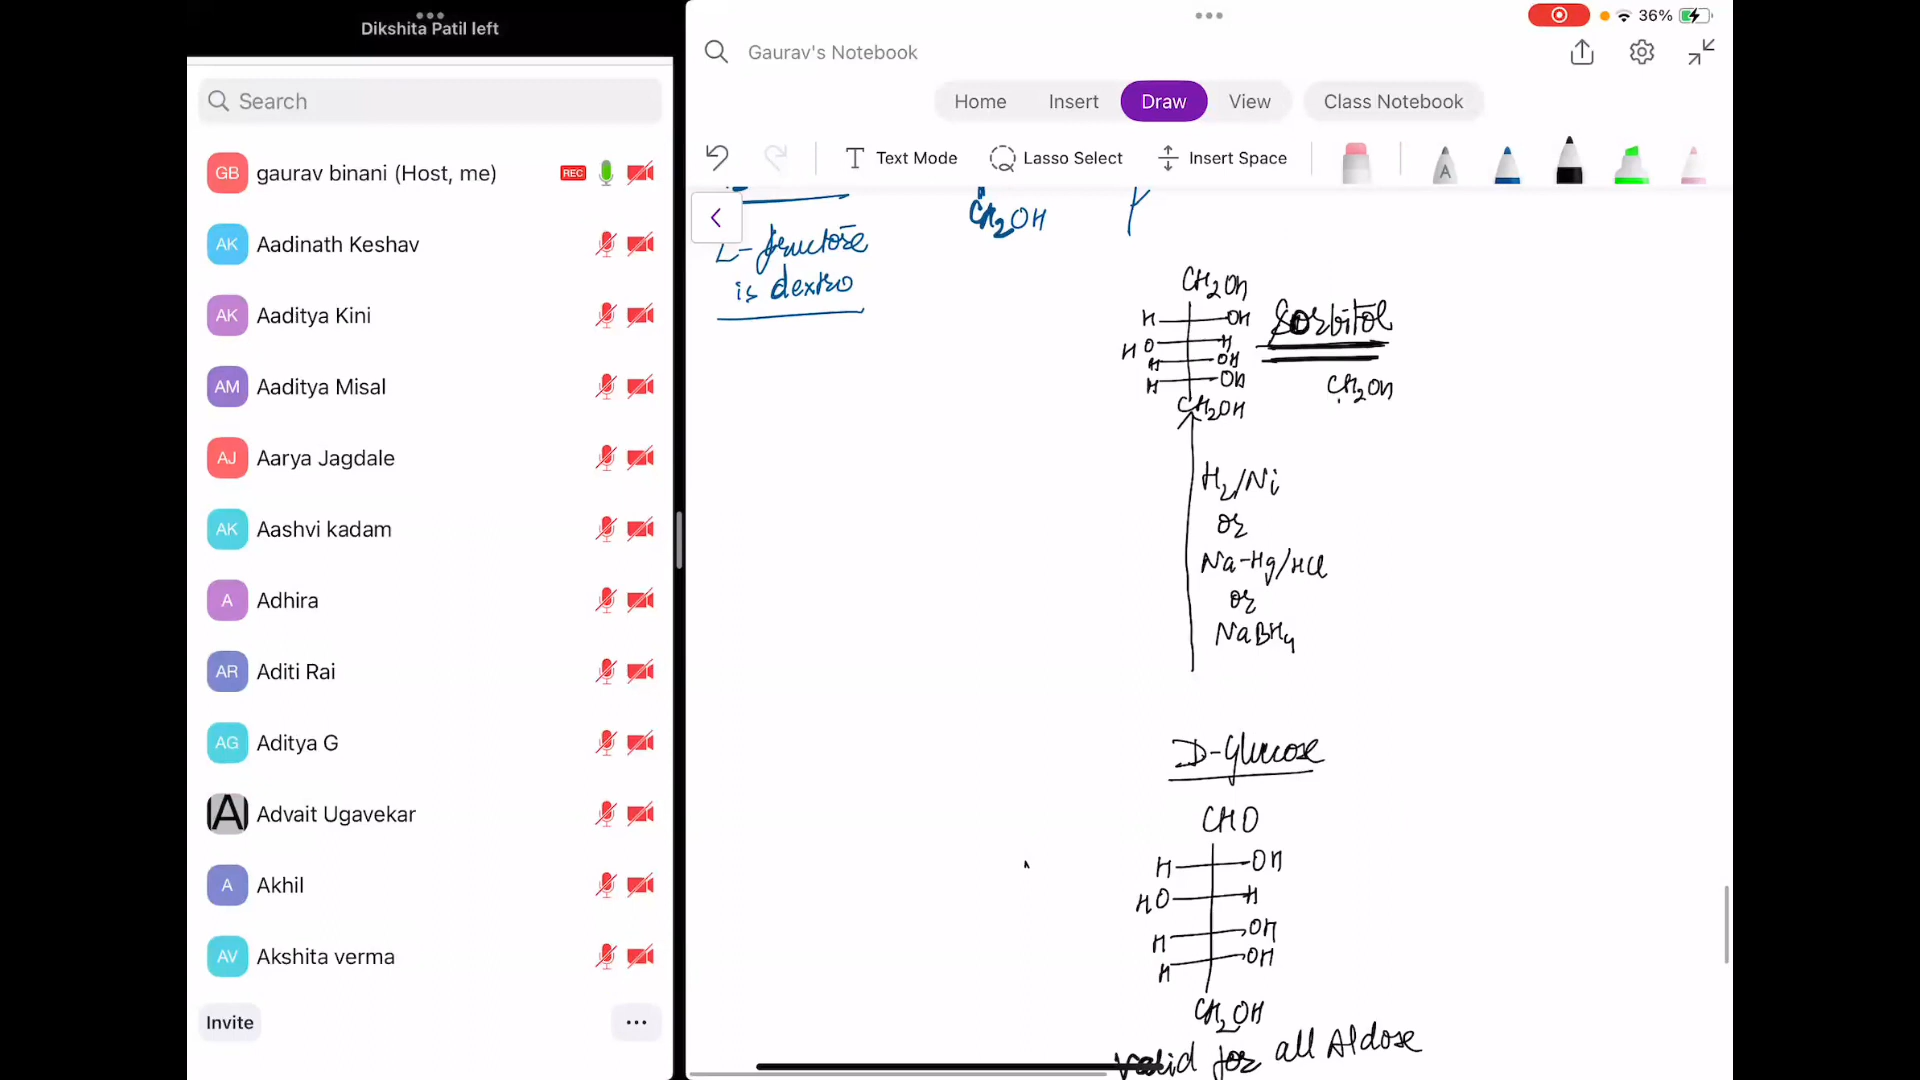 Dikshita Patil left
Search
GB gaurav binani (Host, me) REC
AK Aadinath Keshav
AK Aaditya Kini
AM Aaditya Misal
AJ Aarya Jagdale
AK Aashvi kadam
A Adhira
AR Aditi Rai
AG Aditya G
A Advait Ugavekar
A Akhil
AV Akshita verma
Invite
36%
Gaurav's Notebook
Home Insert Draw View Class Notebook
Text Mode Lasso Select Insert Space
A
CH2OH
L-fructose
is dextro
CH2OH
H OH
HO H
H OH
H OH
CH2OH
Sorbitol
CH2OH
H2/Ni
or
Na-Hg/HCl
or
NaBH4
D-Glucose
CHO
H OH
HO H
H OH
H OH
CH2OH
valid for all Aldose